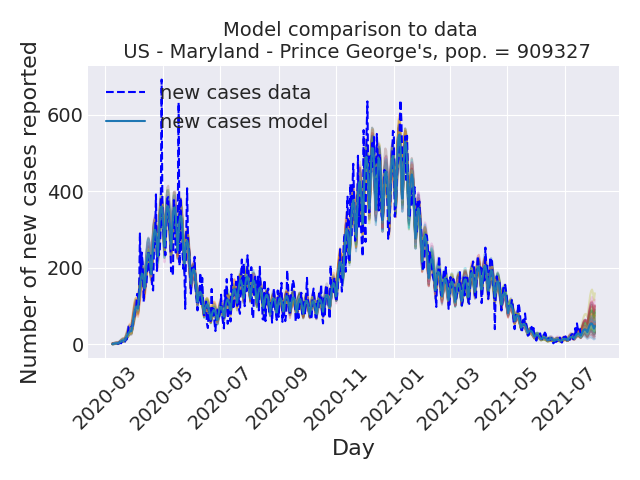 Model comparison to data
US - Maryland - Prince George's, pop. = 909327
new cases data
new cases model
Number of new cases reported
600
400
200
0
2020-03
2020-05
2020-07
2020-09
2020-11
2021-01
2021-03
2021-05
2021-07
Day